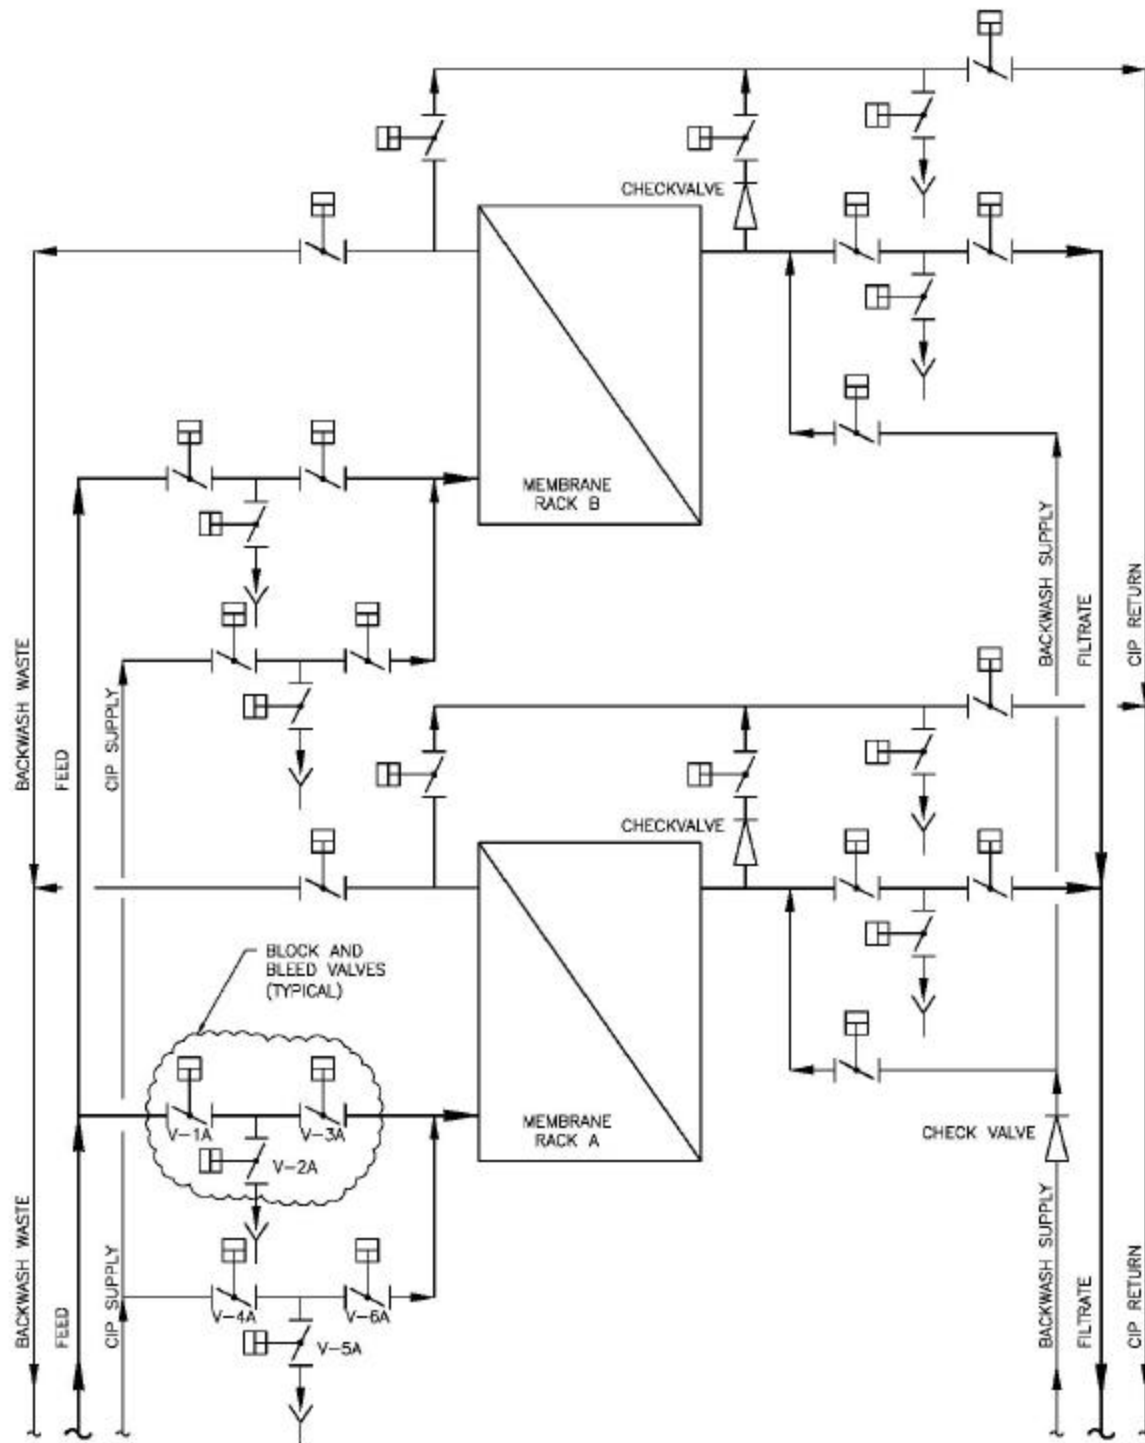 CHECKVALVE
MEMBRANE
RACK B
BACKWASH WASTE
FEED
CIP SUPPLY
BACKWASH SUPPLY
FILTRATE
CIP RETURN
CHECKVALVE
BLOCK AND
BLEED VALVES
(TYPICAL)
V-1A
V-3A
V-2A
MEMBRANE
RACK A
CHECK VALVE
BACKWASH WASTE
FEED
CIP SUPPLY
V-4A
V-6A
V-5A
BACKWASH SUPPLY
FILTRATE
CIP RETURN